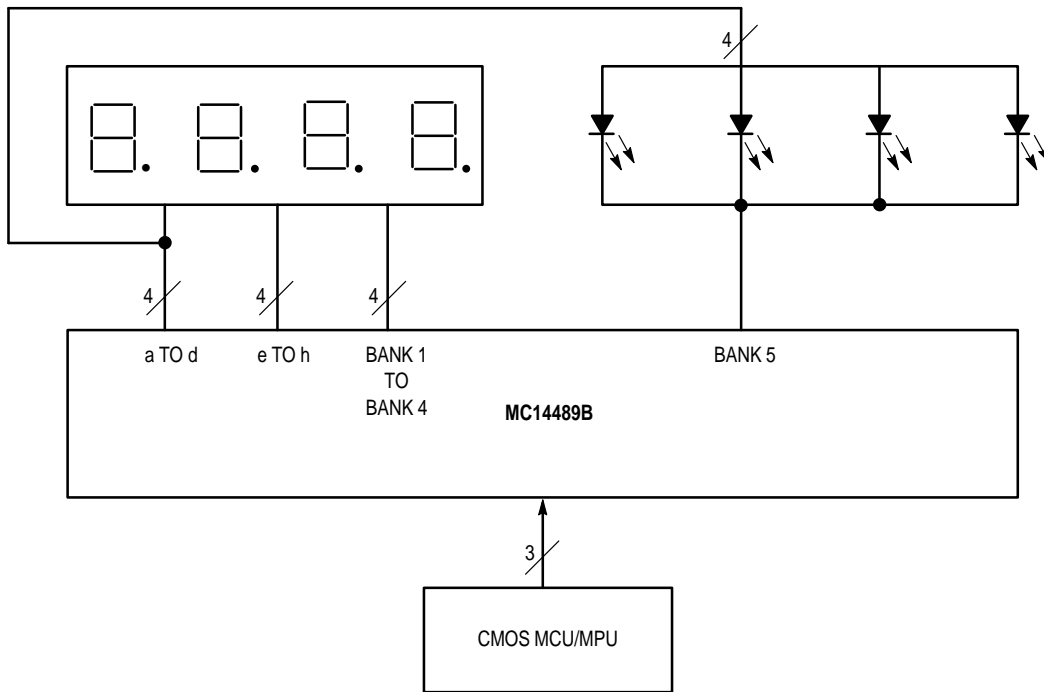 4
4
4
4
a TO d
e TO h
BANK 1
TO
BANK 4
BANK 5
MC14489B
3
CMOS MCU/MPU